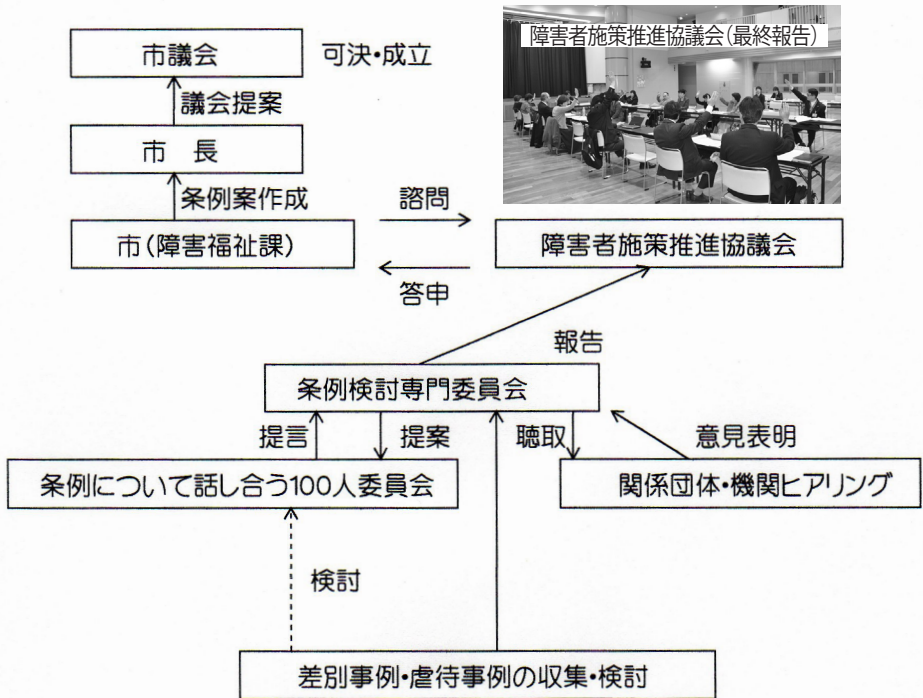 市議会
可決・成立
障害者施策推進協議会(最終報告)
議会提案
市 長
条例案作成
諮問
市(障害福祉課)
障害者施策推進協議会
答申
報告
条例検討専門委員会
提言
提案
聴取
意見表明
条例について話し合う100人委員会
関係団体・機関ヒアリング
検討
差別事例・虐待事例の収集・検討